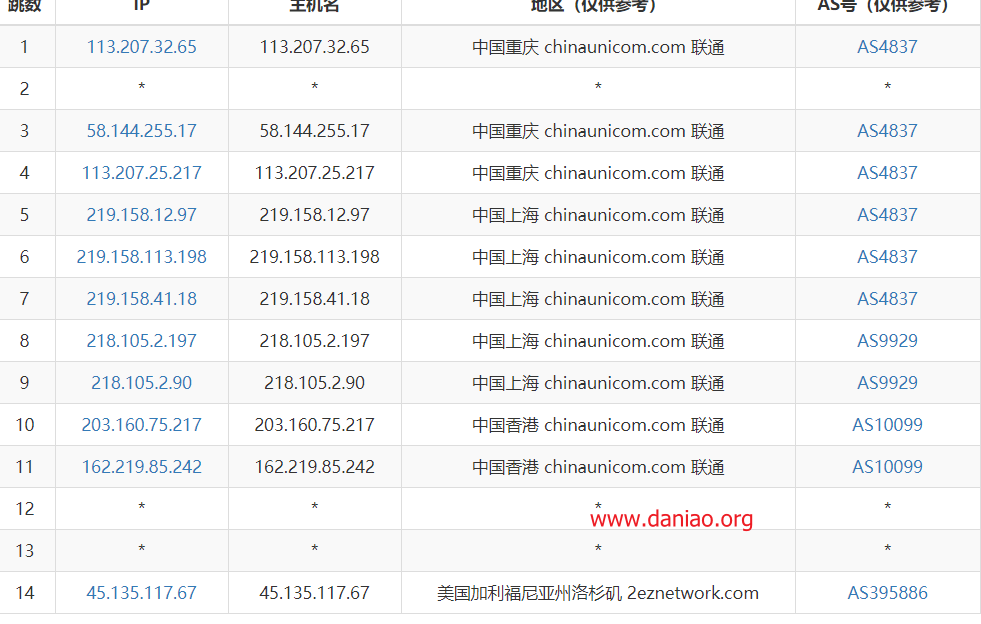 跳数 IP 主机名 地区（仅供参考） AS号（仅供参考）
1 113.207.32.65 113.207.32.65 中国重庆 chinaunicom.com 联通 AS4837
2 * * * *
3 58.144.255.17 58.144.255.17 中国重庆 chinaunicom.com 联通 AS4837
4 113.207.25.217 113.207.25.217 中国重庆 chinaunicom.com 联通 AS4837
5 219.158.12.97 219.158.12.97 中国上海 chinaunicom.com 联通 AS4837
6 219.158.113.198 219.158.113.198 中国上海 chinaunicom.com 联通 AS4837
7 219.158.41.18 219.158.41.18 中国上海 chinaunicom.com 联通 AS4837
8 218.105.2.197 218.105.2.197 中国上海 chinaunicom.com 联通 AS9929
9 218.105.2.90 218.105.2.90 中国上海 chinaunicom.com 联通 AS9929
10 203.160.75.217 203.160.75.217 中国香港 chinaunicom.com 联通 AS10099
11 162.219.85.242 162.219.85.242 中国香港 chinaunicom.com 联通 AS10099
12 * * * *
www.daniao.org
13 * * * *
14 45.135.117.67 45.135.117.67 美国加利福尼亚州洛杉矶 2eznetwork.com AS395886